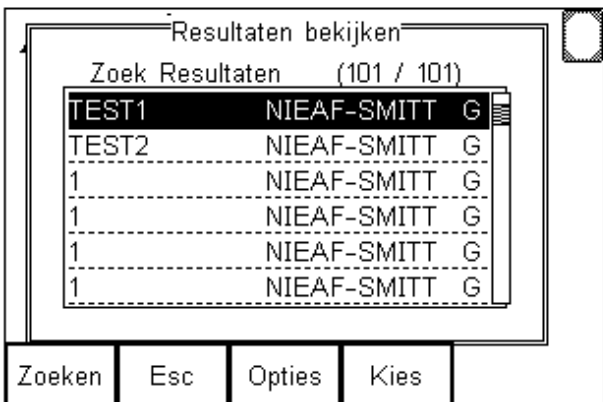 Resultaten bekijken
Zoek Resultaten (101 / 101)
TEST1 NIEAF-SMITT G
TEST2 NIEAF-SMITT G
1 NIEAF-SMITT G
1 NIEAF-SMITT G
1 NIEAF-SMITT G
1 NIEAF-SMITT G
Zoeken Esc Opties Kies